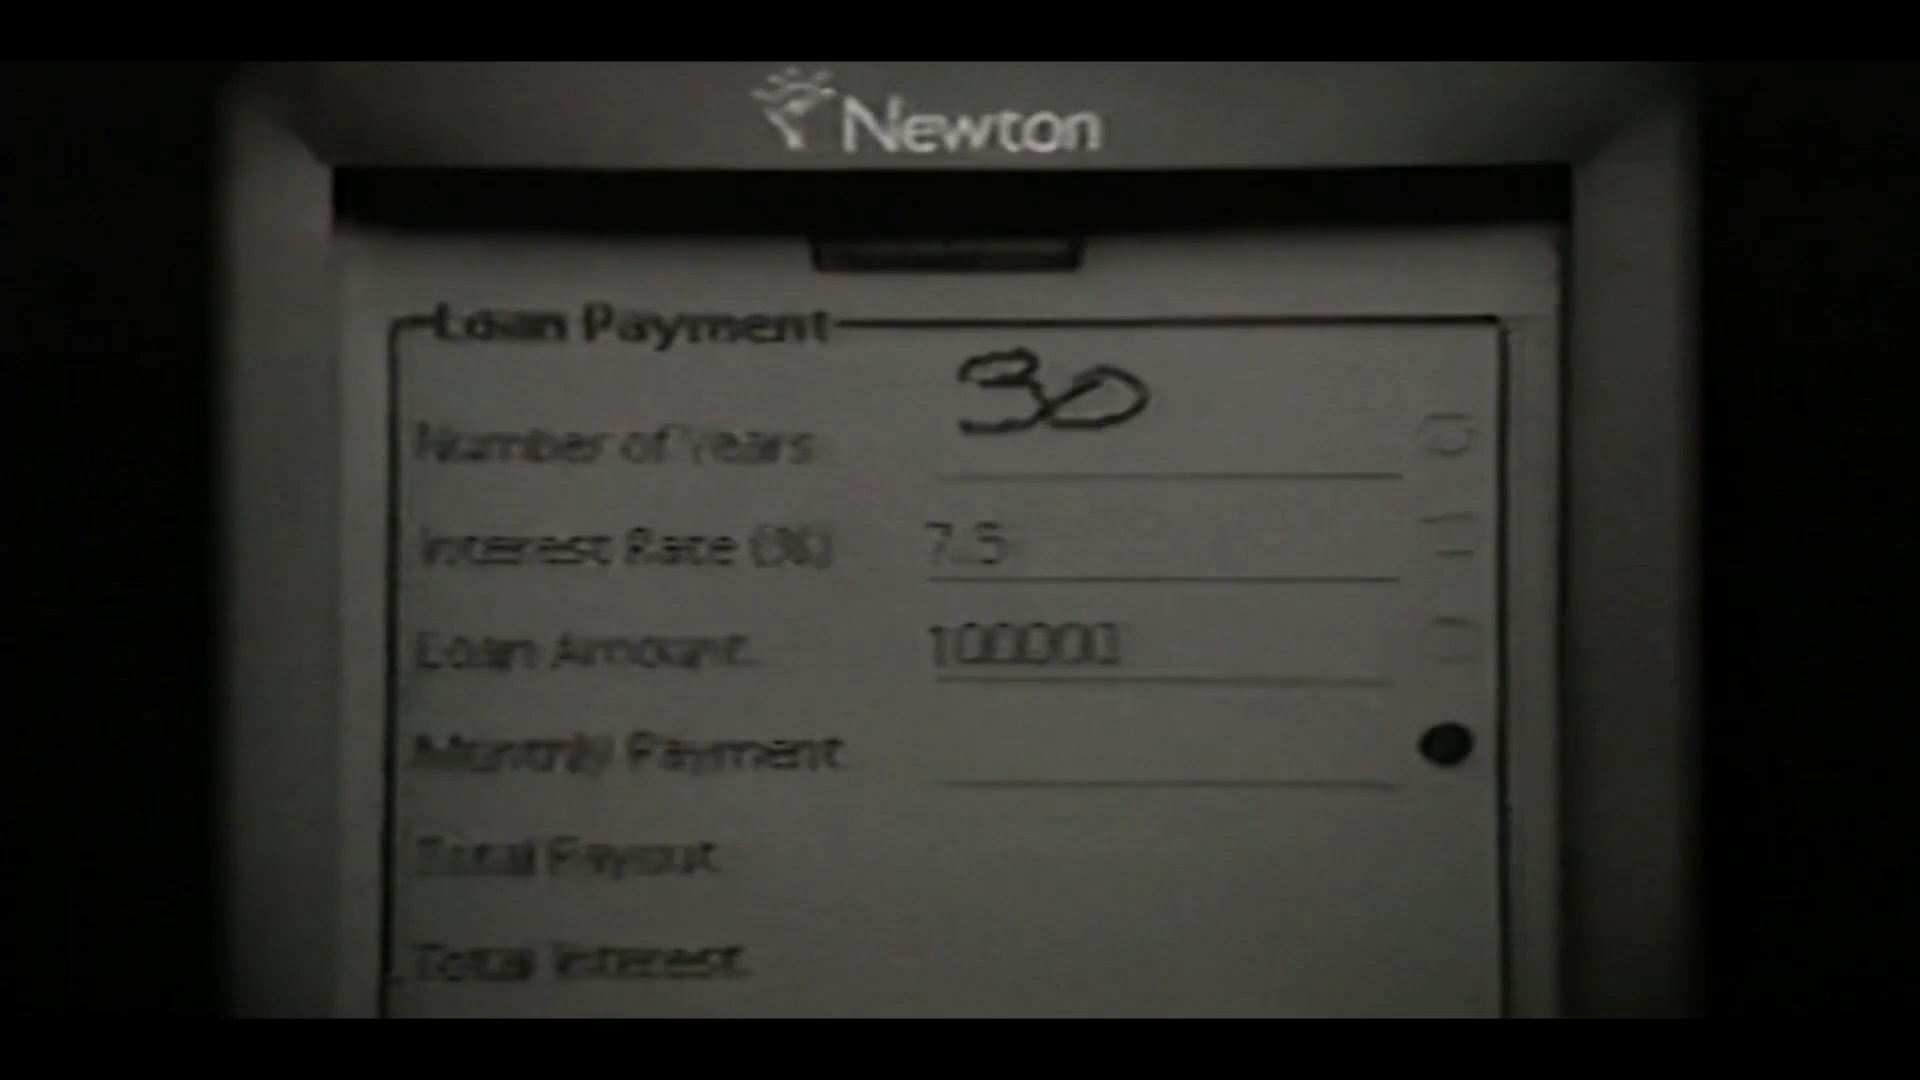 Newton
Loan Payment
30
Number of Years
Interest Rate (%) 7.5
Loan Amount 100000
Monthly Payment
Total Payout
Total Interest